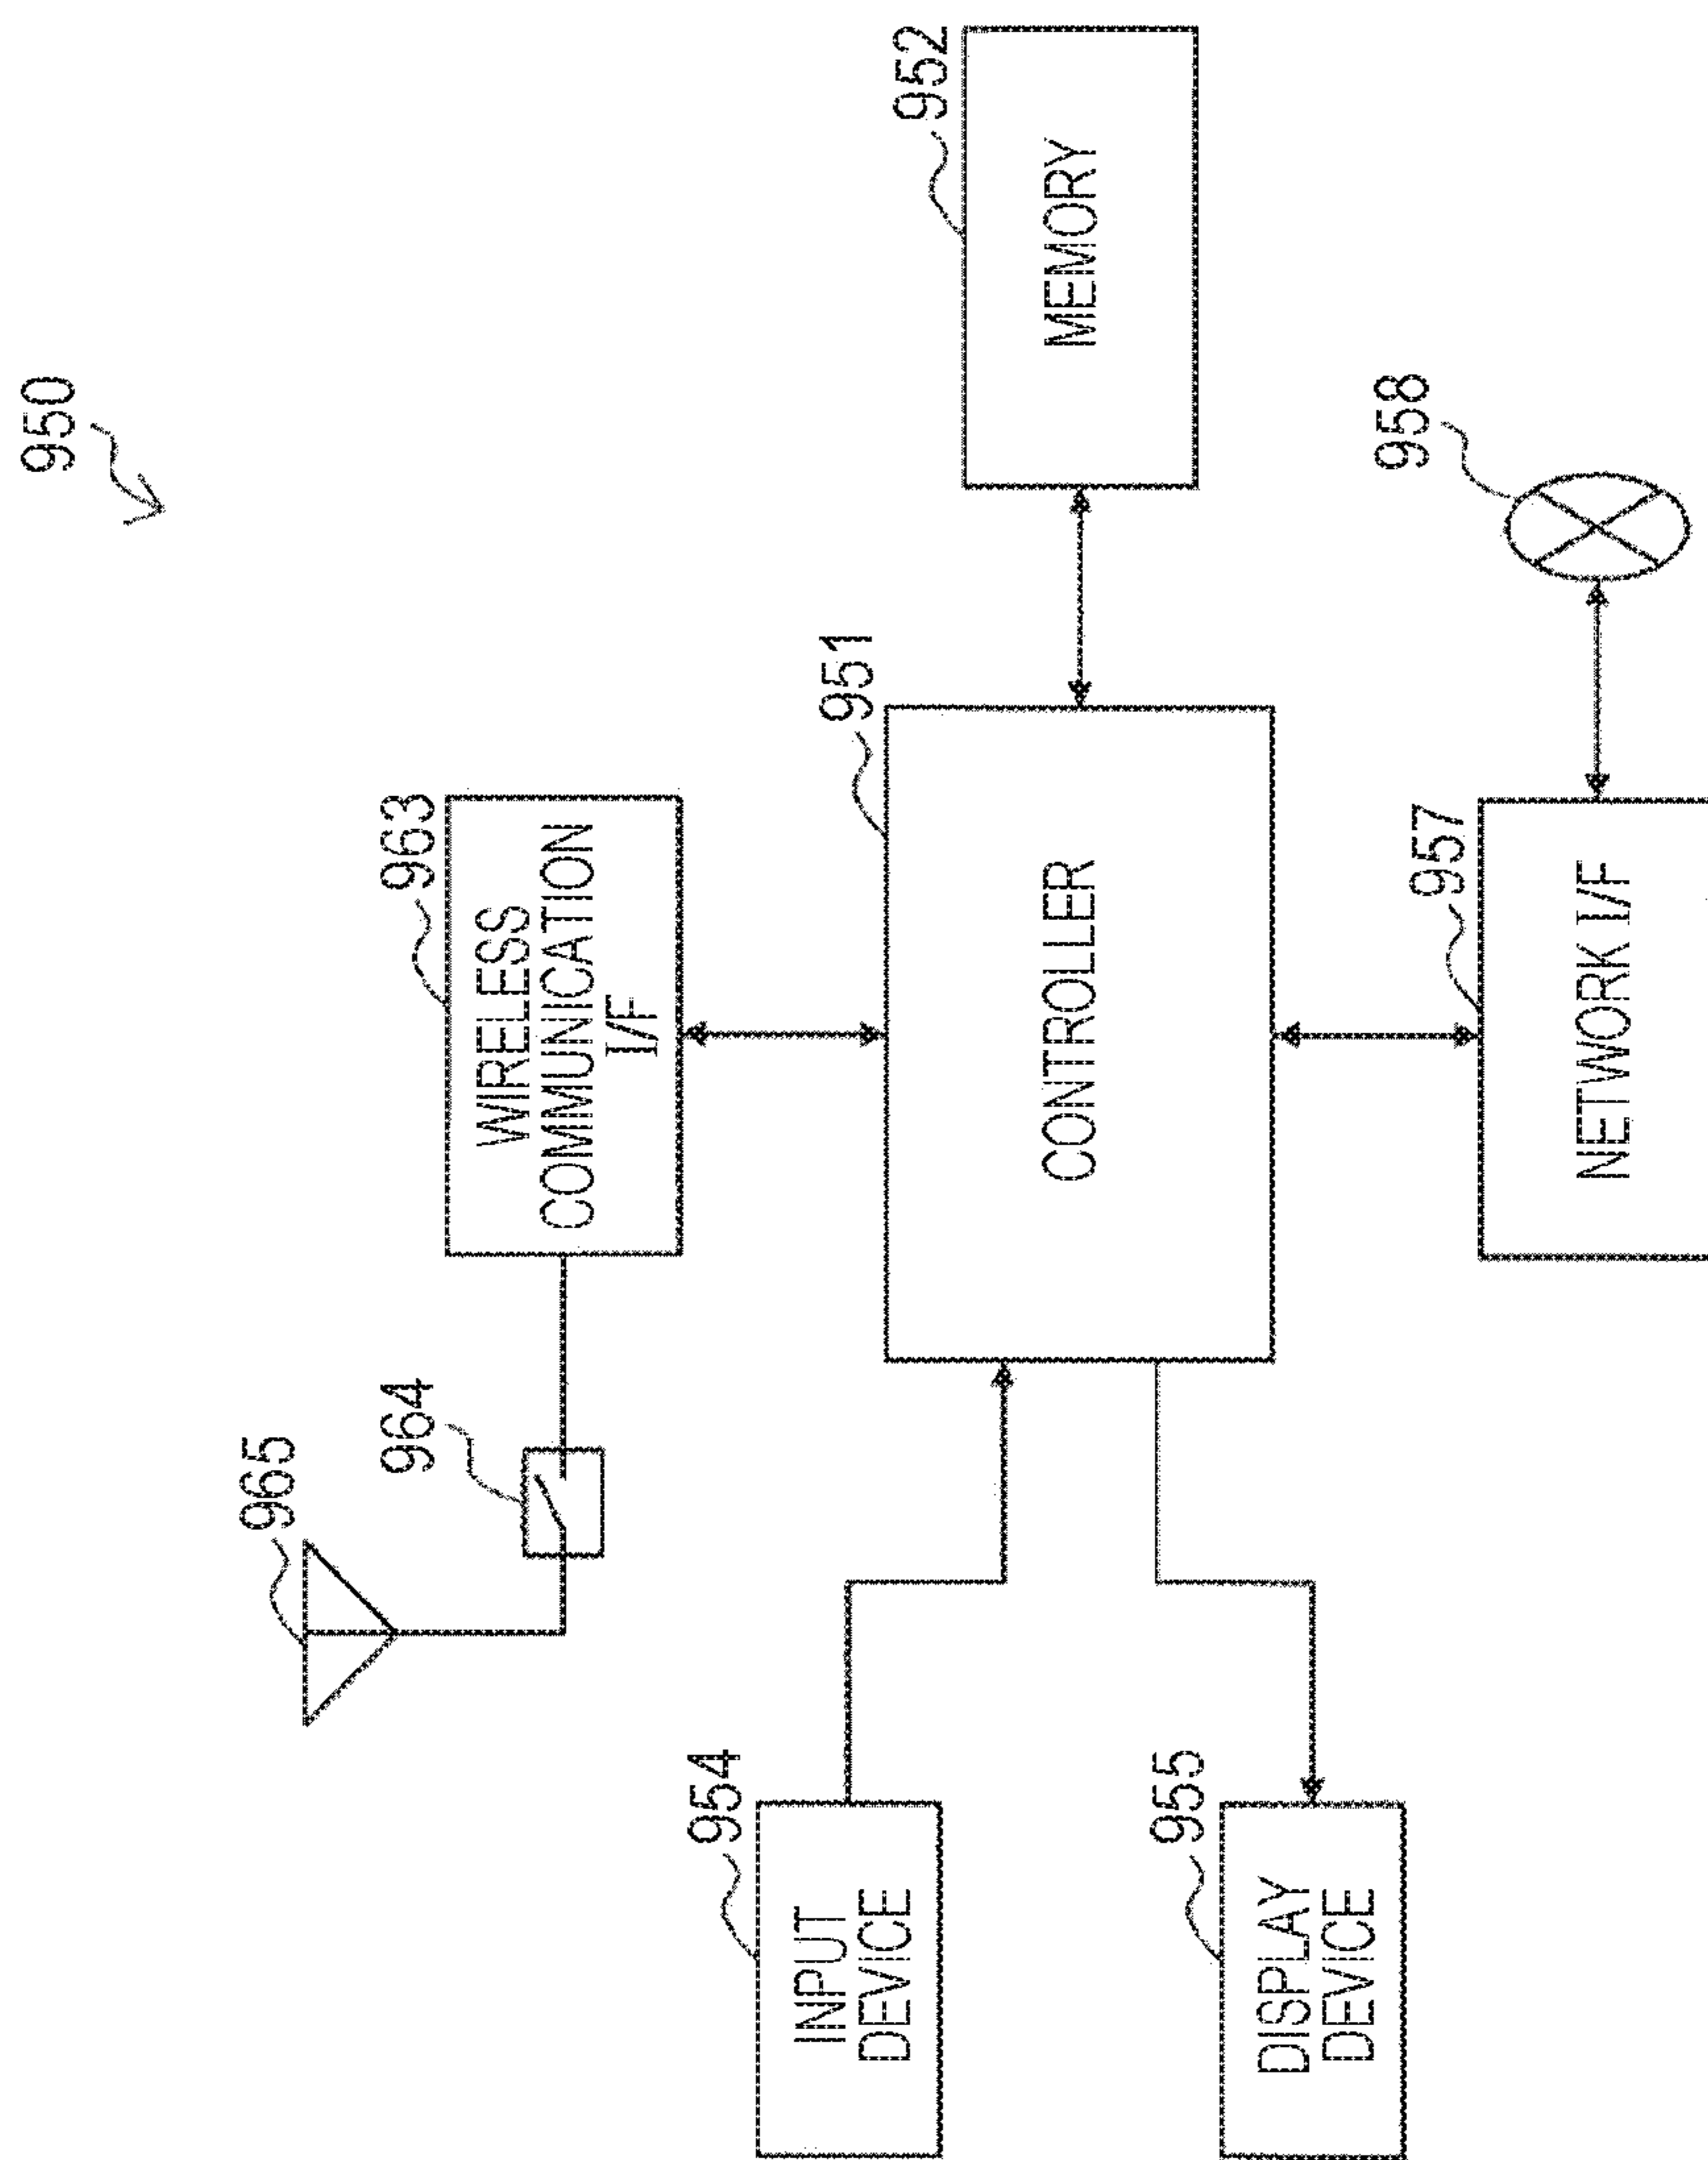 950
965
964
963
WIRELESS
COMMUNICATION
I/F
954
INPUT
DEVICE
951
CONTROLLER
952
MEMORY
955
DISPLAY
DEVICE
957
NETWORK I/F
958